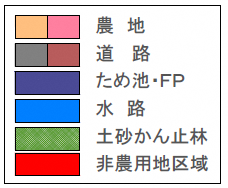 農 地
道 路
ため池・FP
水 路
土砂かん止林
非農用地区域